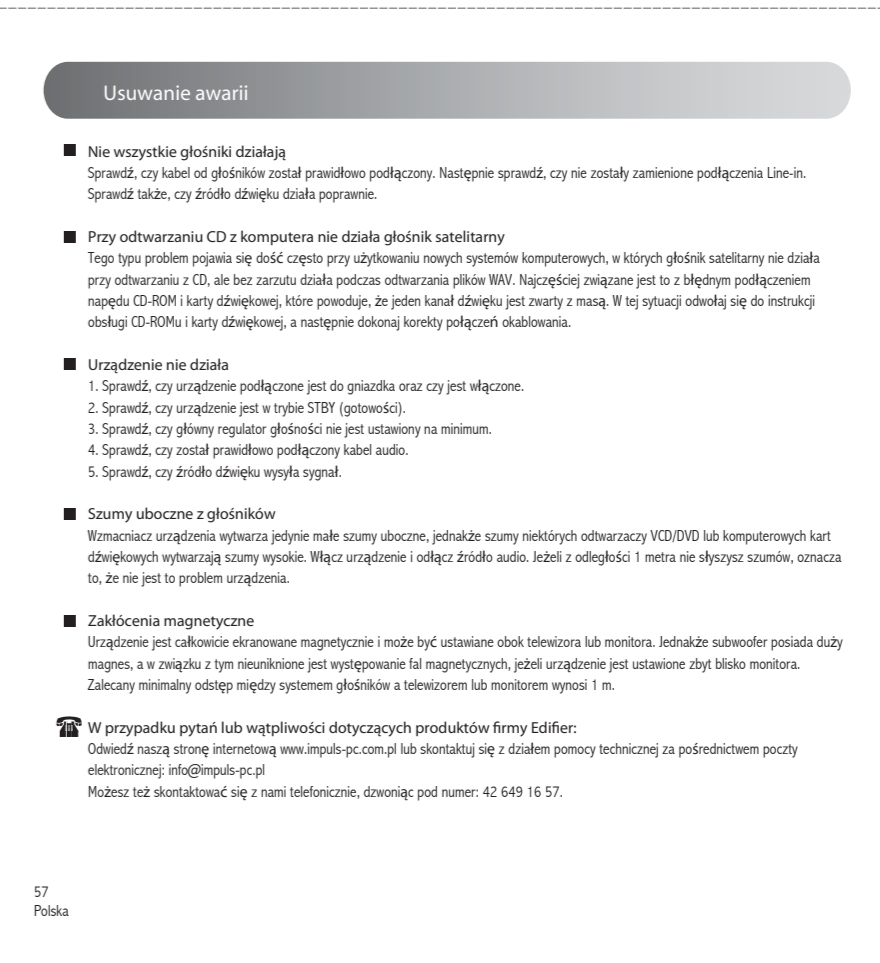 Usuwanie awarii
Nie wszystkie głośniki działają
Sprawdź, czy kabel od głośników został prawidłowo podłączony. Następnie sprawdź, czy nie zostały zamienione podłączenia Line-in.
Sprawdź także, czy źródło dźwięku działa poprawnie.
Przy odtwarzaniu CD z komputera nie działa głośnik satelitarny
Tego typu problem pojawia się dość często przy użytkowaniu nowych systemów komputerowych, w których głośnik satelitarny nie działa
przy odtwarzaniu z CD, ale bez zarzutu działa podczas odtwarzania plików WAV. Najczęściej związane jest to z błędnym podłączeniem
napędu CD-ROM i karty dźwiękowej, które powoduje, że jeden kanał dźwięku jest zwarty z masą. W tej sytuacji odwołaj się do instrukcji
obsługi CD-ROMu i karty dźwiękowej, a następnie dokonaj korekty połączeń okablowania.
Urządzenie nie działa
1. Sprawdź, czy urządzenie podłączone jest do gniazdka oraz czy jest włączone.
2. Sprawdź, czy urządzenie jest w trybie STBY (gotowości).
3. Sprawdź, czy główny regulator głośności nie jest ustawiony na minimum.
4. Sprawdź, czy został prawidłowo podłączony kabel audio.
5. Sprawdź, czy źródło dźwięku wysyła sygnał.
Szumy uboczne z głośników
Wzmacniacz urządzenia wytwarza jedynie małe szumy uboczne, jednakże szumy niektórych odtwarzaczy VCD/DVD lub komputerowych kart
dźwiękowych wytwarzają szumy wysokie. Włącz urządzenie i odłącz źródło audio. Jeżeli z odległości 1 metra nie słyszysz szumów, oznacza
to, że nie jest to problem urządzenia.
Zakłócenia magnetyczne
Urządzenie jest całkowicie ekranowane magnetycznie i może być ustawiane obok telewizora lub monitora. Jednakże subwoofer posiada duży
magnes, a w związku z tym nieuniknione jest występowanie fal magnetycznych, jeżeli urządzenie jest ustawione zbyt blisko monitora.
Zalecany minimalny odstęp między systemem głośników a telewizorem lub monitorem wynosi 1 m.
W przypadku pytań lub wątpliwości dotyczących produktów firmy Edifier:
Odwiedź naszą stronę internetową www.impuls-pc.com.pl lub skontaktuj się z działem pomocy technicznej za pośrednictwem poczty
elektronicznej: info@impuls-pc.pl
Możesz też skontaktować się z nami telefonicznie, dzwoniąc pod numer: 42 649 16 57.
57
Polska